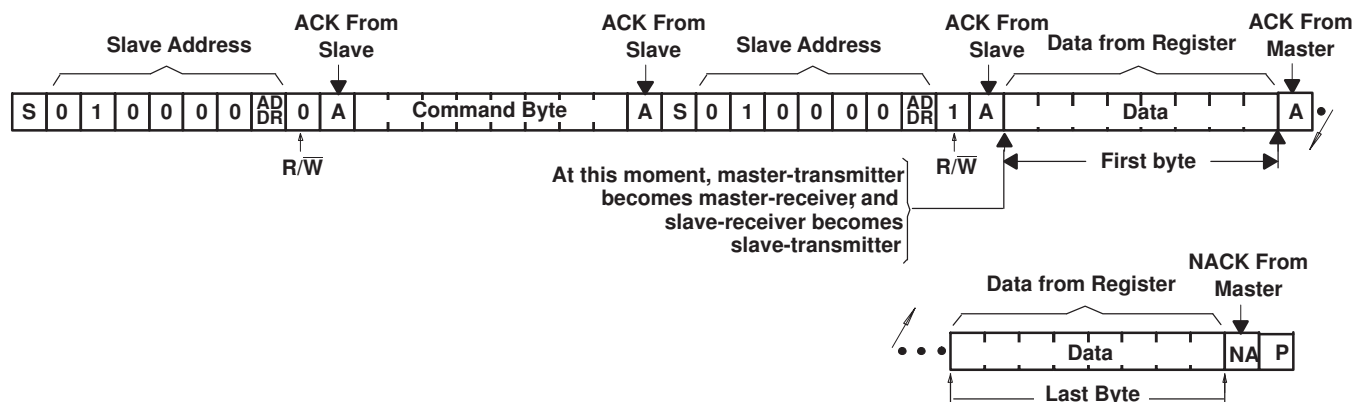 Slave Address
ACK From
Slave
ACK From
Slave
Slave Address
ACK From
Slave
Data from Register
ACK From
Master
S 0 1 0 0 0 0 AD DR 0 A Command Byte A S 0 1 0 0 0 0 AD DR 1 A Data A
R/W̅
R/W̅
First byte
At this moment, master-transmitter
becomes master-receiver, and
slave-receiver becomes
slave-transmitter
Data from Register
NACK From
Master
Data NA P
Last Byte